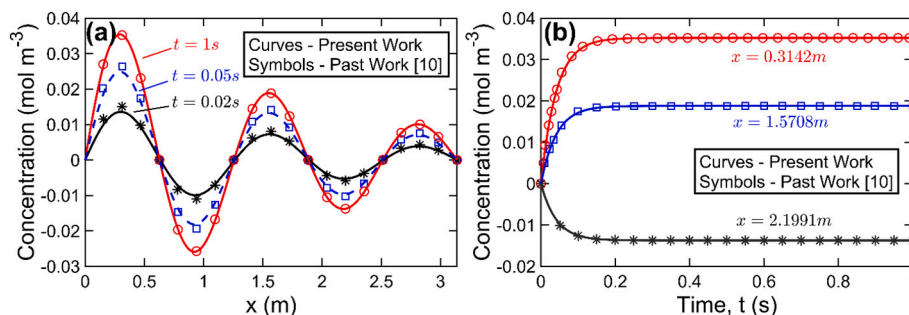 (a)
Concentration (mol m⁻³)
0.04
0.03
0.02
0.01
0
-0.01
-0.02
-0.03
t = 1s
t = 0.05s
t = 0.02s
Curves - Present Work
Symbols - Past Work [10]
0 0.5 1 1.5 2 2.5 3
x (m)
(b)
Concentration (mol m⁻³)
0.04
0.03
0.02
0.01
0
-0.01
-0.02
x = 0.3142m
x = 1.5708m
Curves - Present Work
Symbols - Past Work [10]
x = 2.1991m
0 0.2 0.4 0.6 0.8 1
Time, t (s)